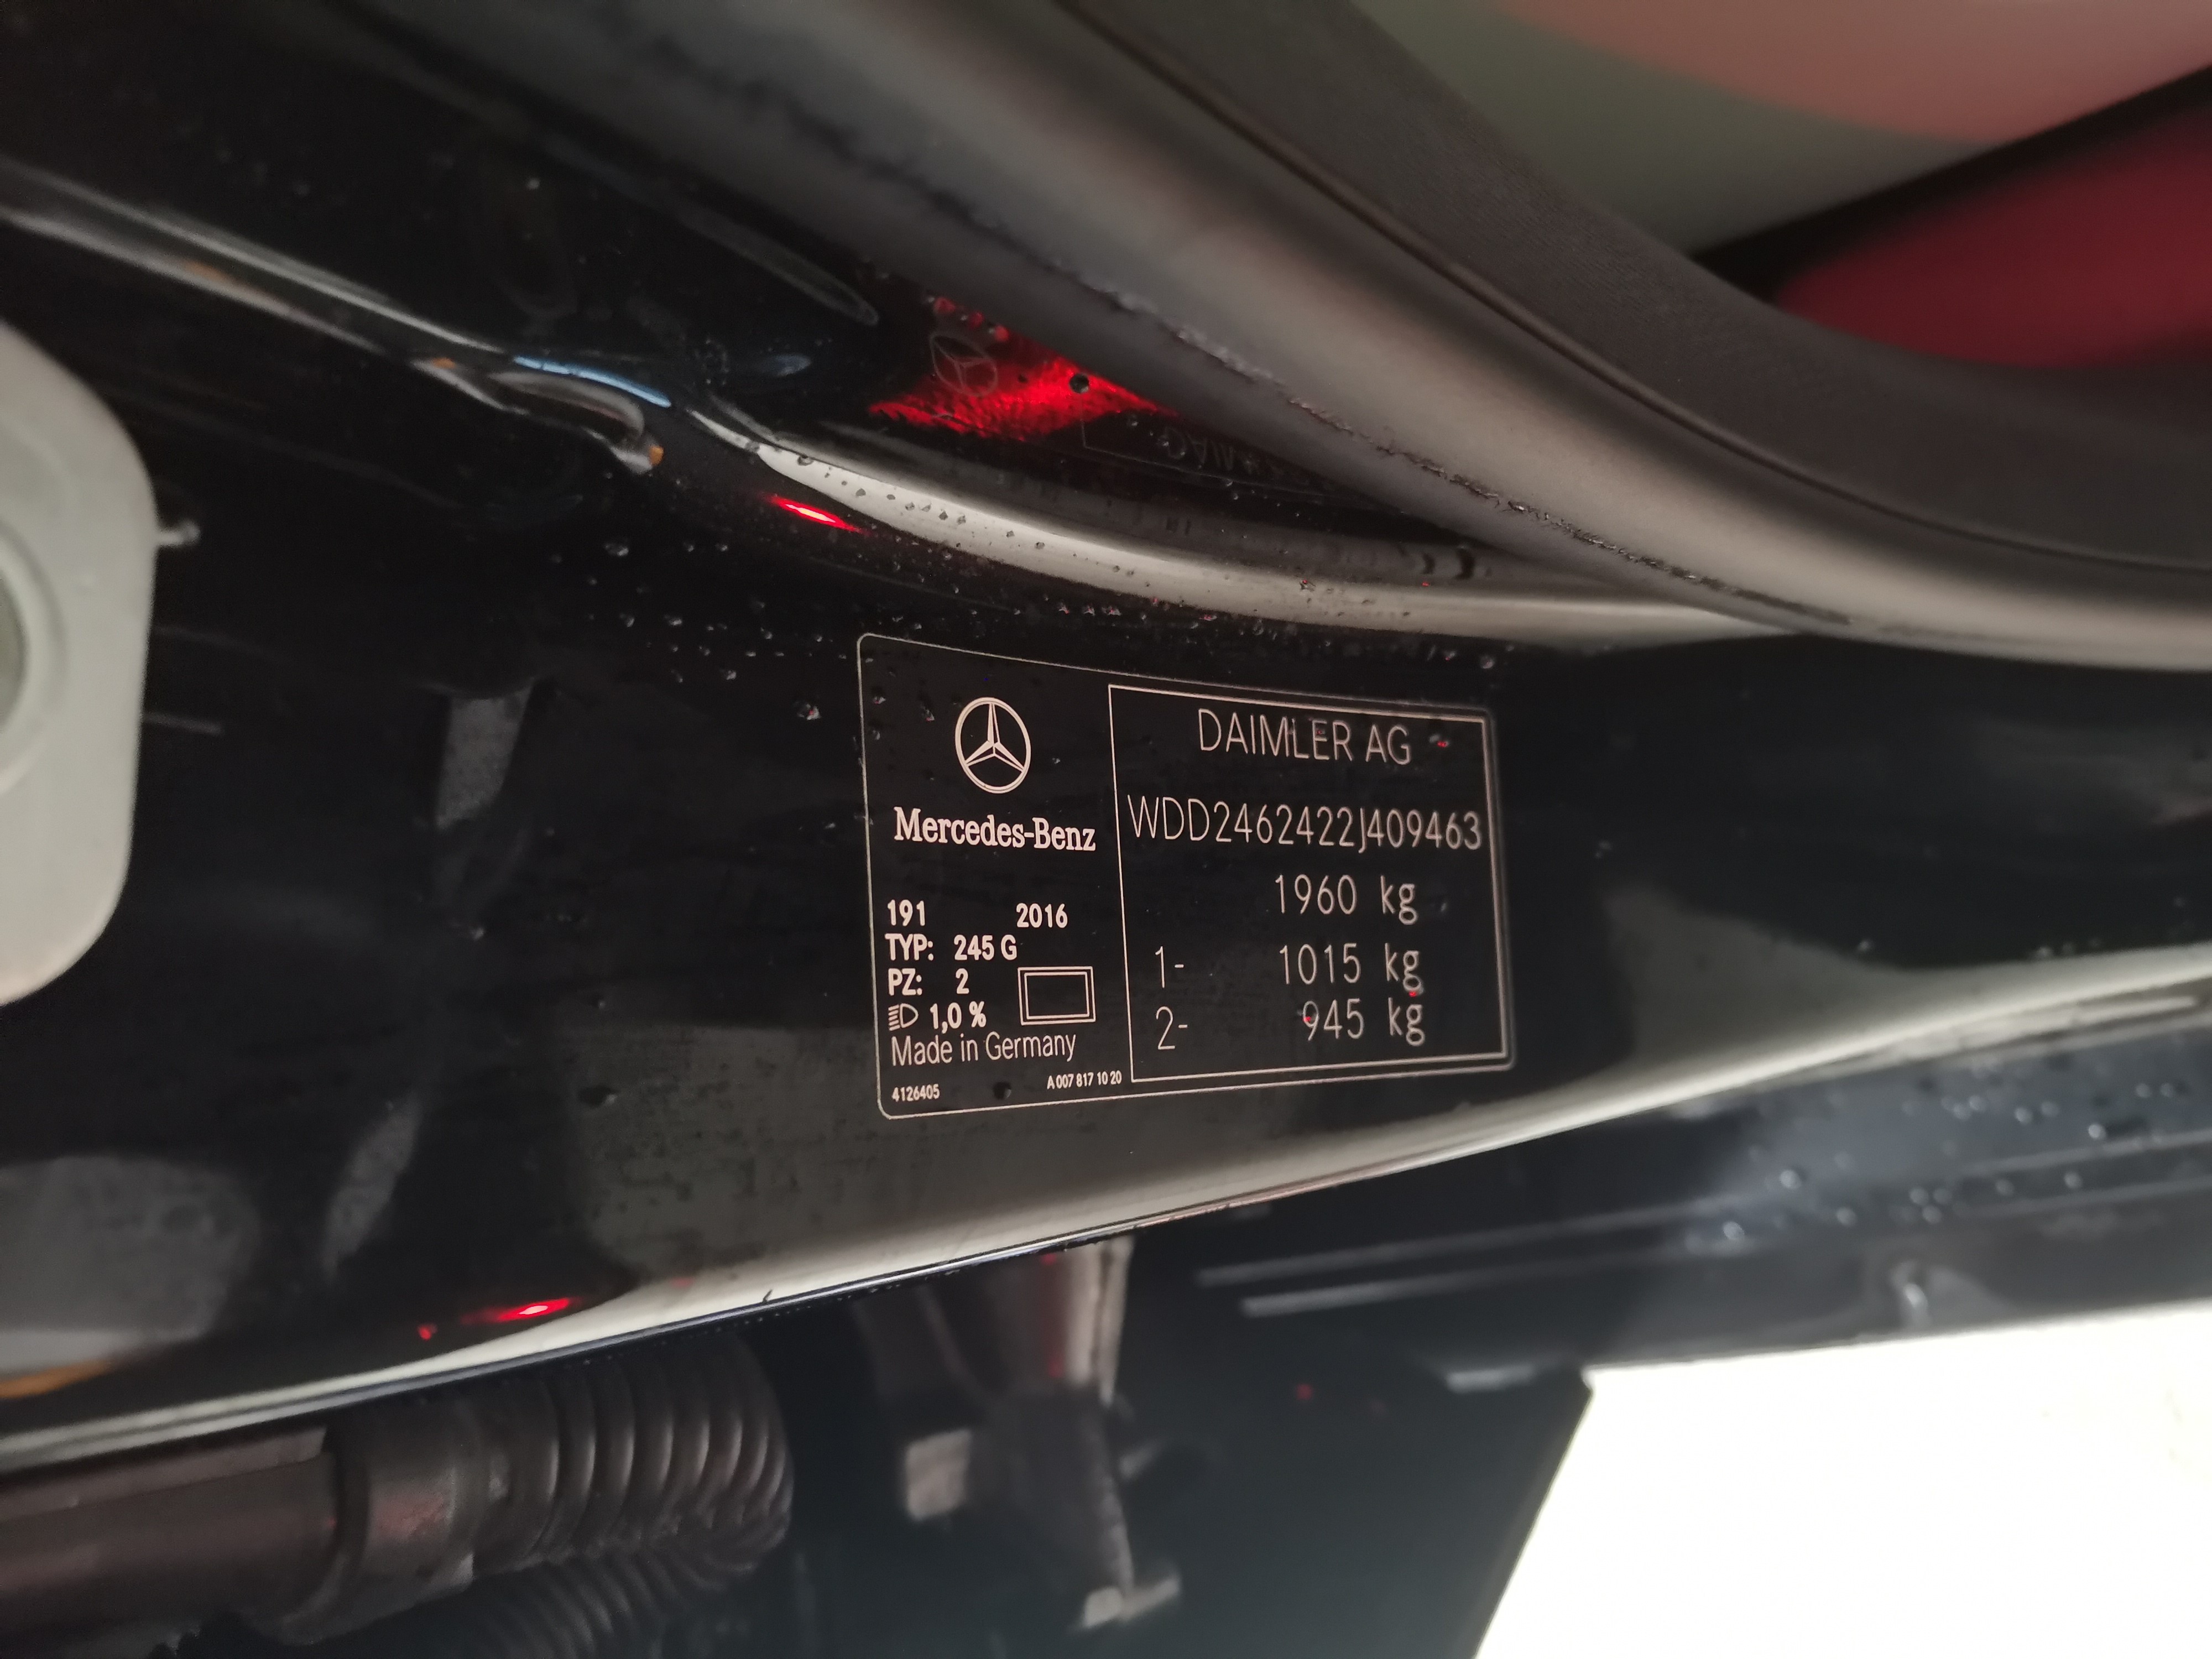 Mercedes-Benz
191 2016
TYP: 245 G
PZ: 2
1,0 %
Made in Germany
4126405 A 007 817 10 20
DAIMLER AG
WDD2462422J409463
1960 kg
1- 1015 kg
2- 945 kg